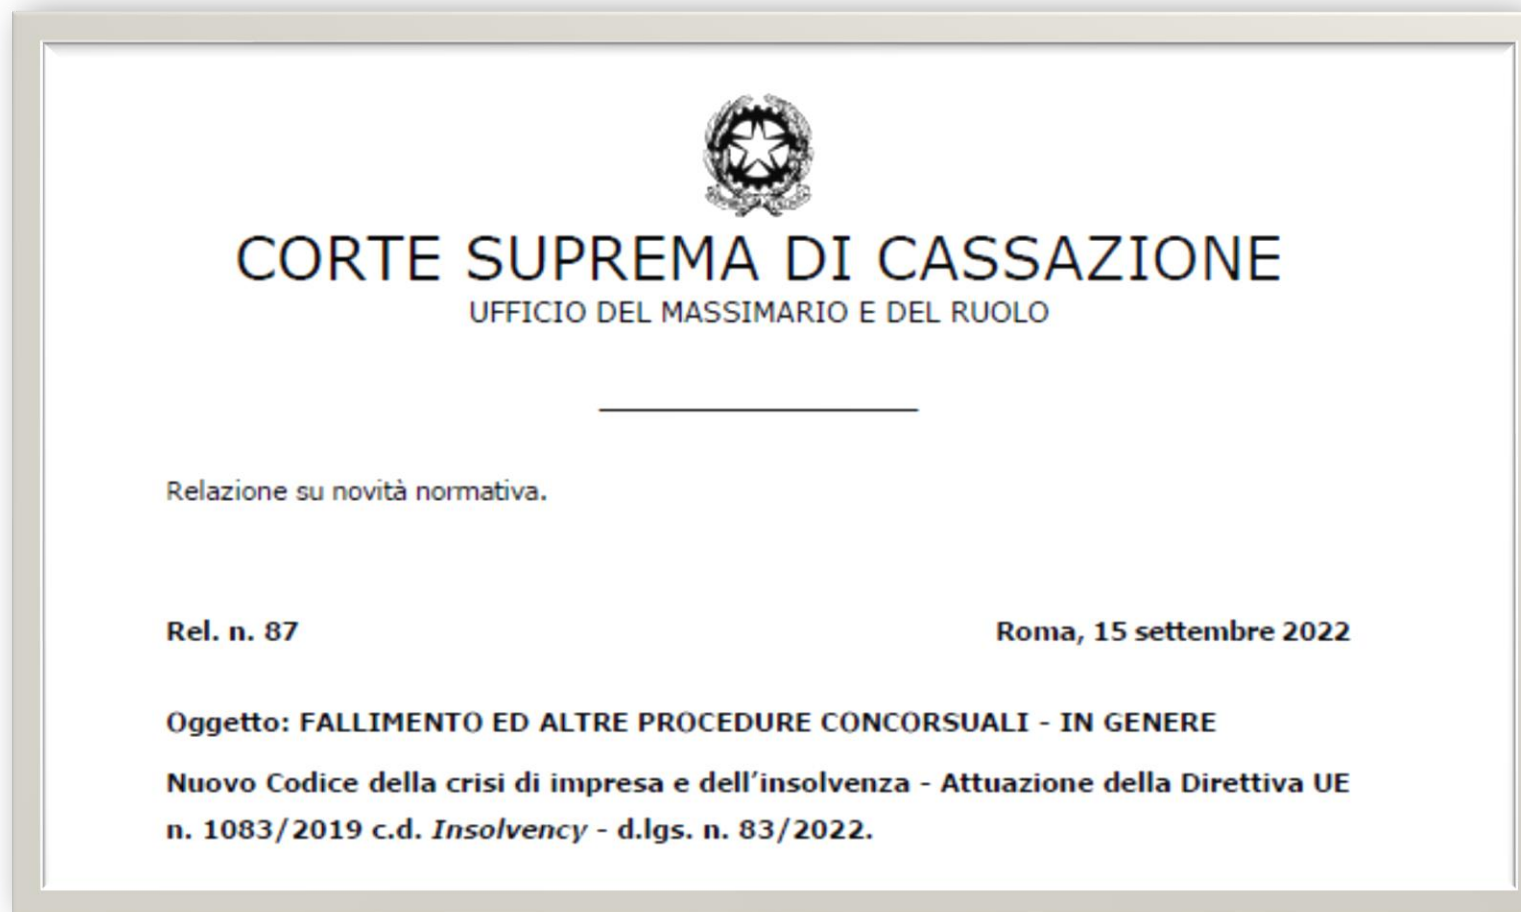 CORTE SUPREMA DI CASSAZIONE
UFFICIO DEL MASSIMARIO E DEL RUOLO
Relazione su novità normativa.
Rel. n. 87 Roma, 15 settembre 2022
Oggetto: FALLIMENTO ED ALTRE PROCEDURE CONCORSUALI - IN GENERE
Nuovo Codice della crisi di impresa e dell'insolvenza - Attuazione della Direttiva UE
n. 1083/2019 c.d. Insolvency - d.lgs. n. 83/2022.